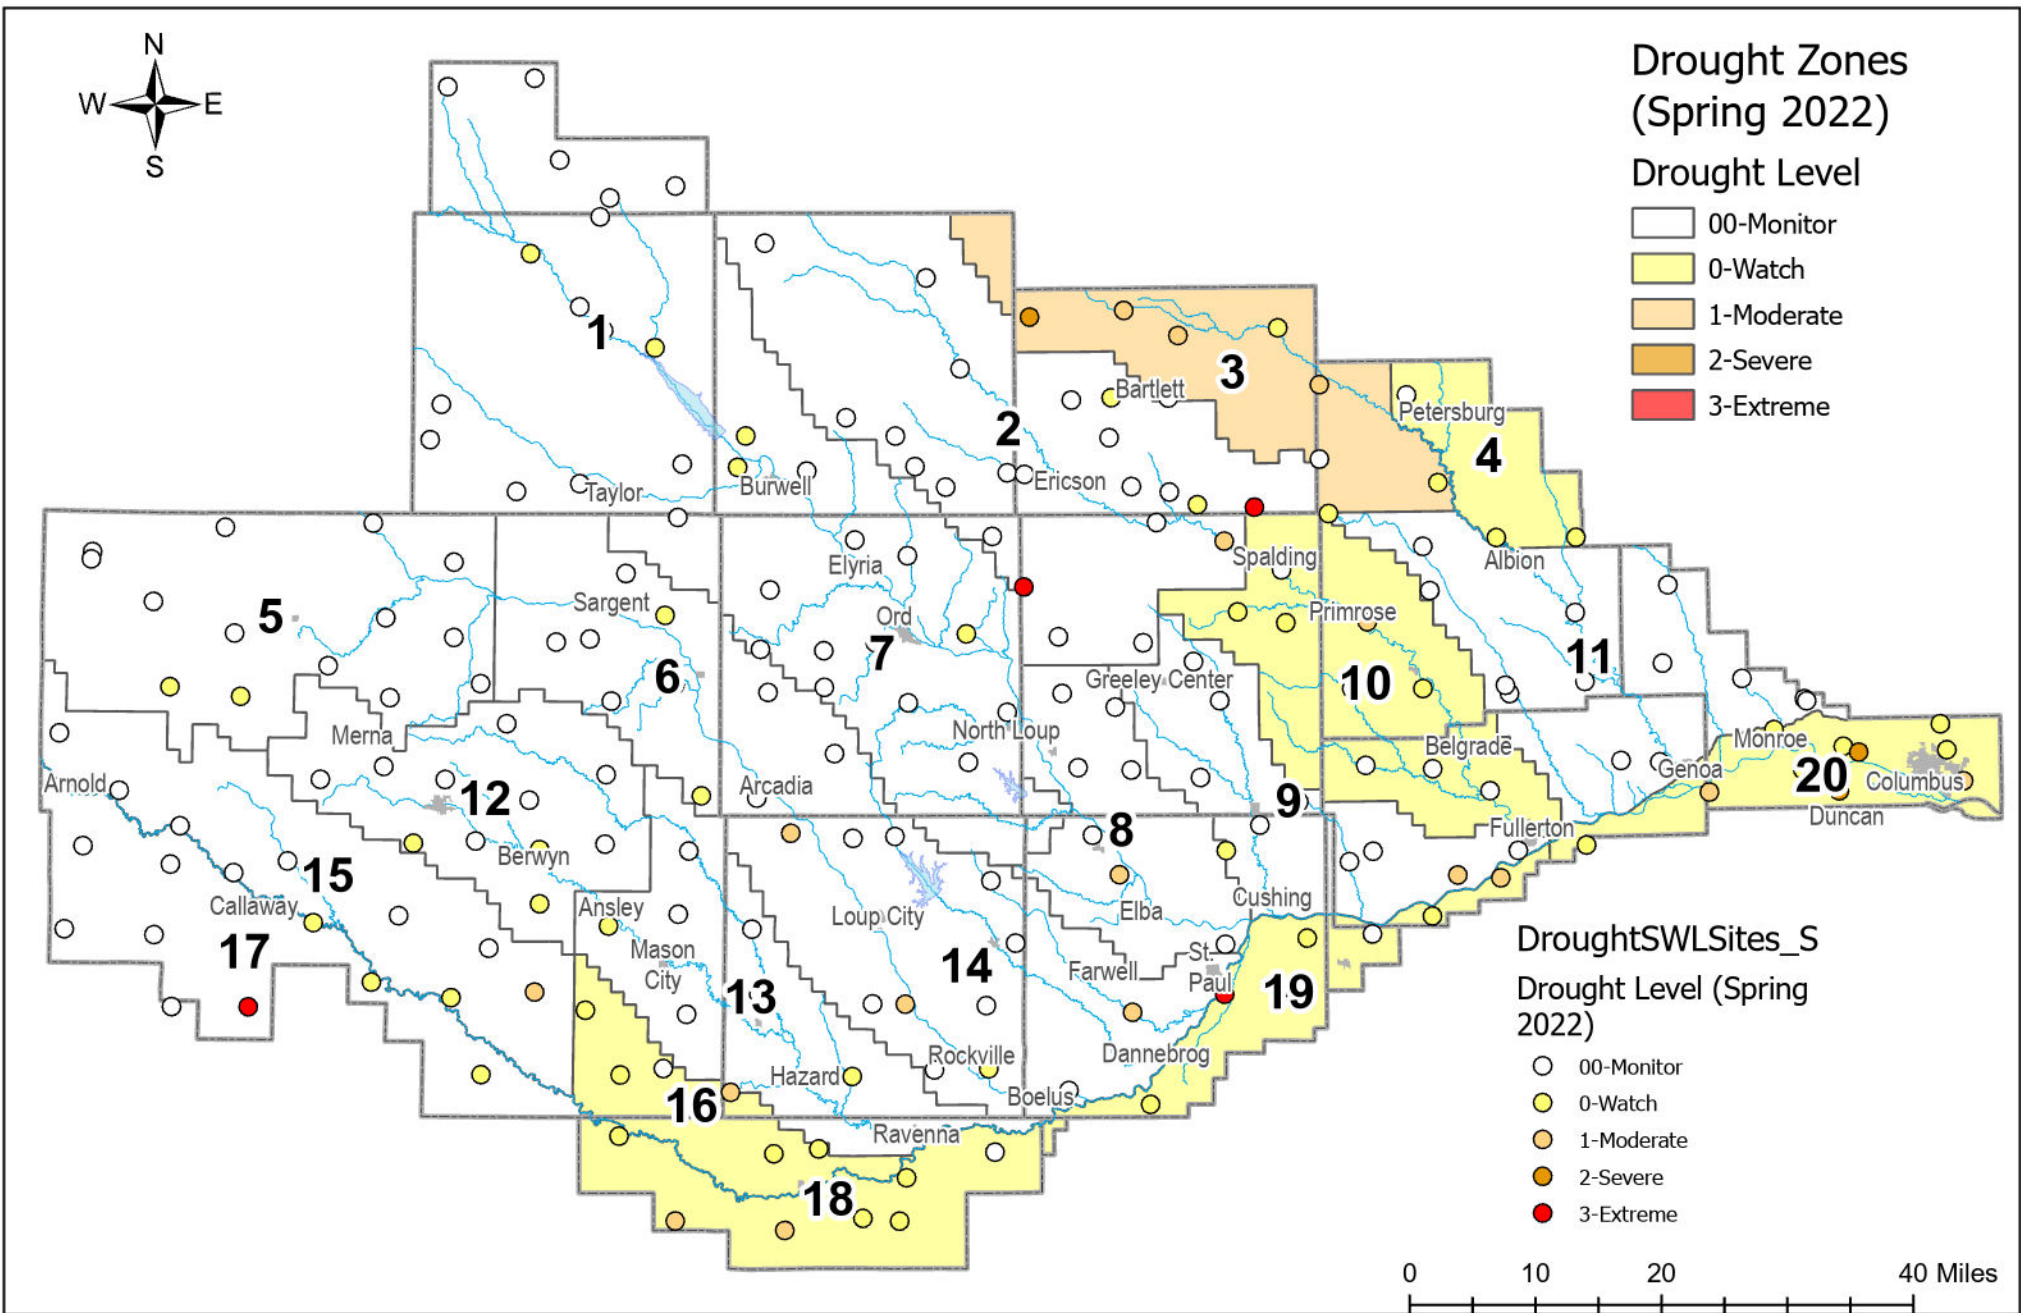 N
W E
S
Drought Zones
(Spring 2022)
Drought Level
00-Monitor
0-Watch
1-Moderate
2-Severe
3-Extreme
1
2
3
Bartlett
Petersburg
4
Ericson
Taylor
Burwell
Elyria
Spalding
Albion
5
Sargent
Ord
Primrose
6
7
10
11
Greeley Center
Merna
North Loup
Belgrade
Monroe
Genoa
Arnold
12
Arcadia
9
20
Columbus
Duncan
Berwyn
8
Fullerton
15
Callaway
Ansley
Loup City
Elba
Cushing
17
Mason
City
14
Farwell
St.
Paul
13
19
Rockville
Dannebrog
Hazard
Boelus
16
Ravenna
18
DroughtSWLSites_S
Drought Level (Spring
2022)
00-Monitor
0-Watch
1-Moderate
2-Severe
3-Extreme
0 10 20 40 Miles